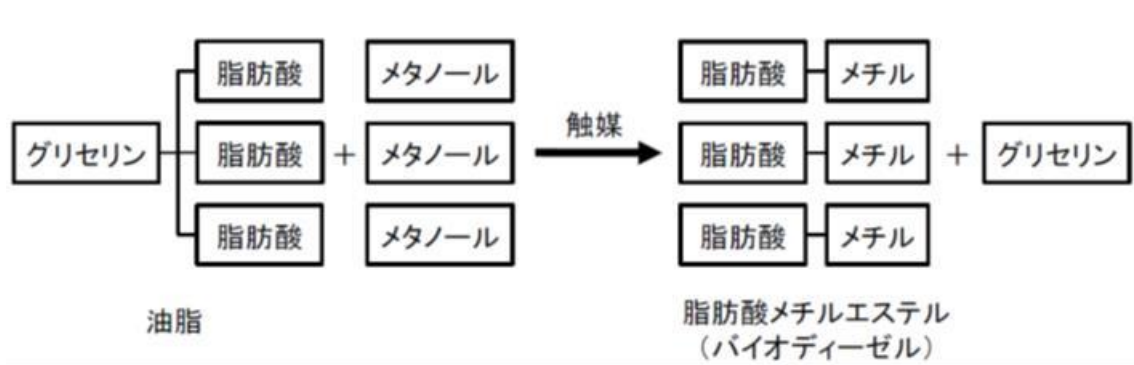 脂肪酸 メタノール 脂肪酸 メチル
触媒
グリセリン 脂肪酸 + メタノール 脂肪酸 メチル + グリセリン
脂肪酸 メタノール 脂肪酸 メチル
油脂
脂肪酸メチルエステル
(バイオディーゼル)